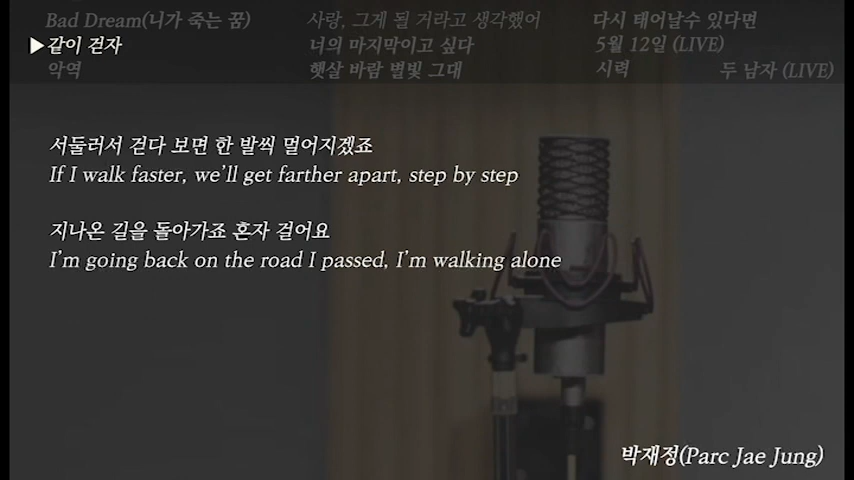 Bad Dream(니가 죽는 꿈) 사랑, 그게 될 거라고 생각했어 다시 태어날수 있다면
▶같이 걷자 너의 마지막이고 싶다 5월 12일 (LIVE)
악역 햇살 바람 별빛 그대 시력 두 남자 (LIVE)
서둘러서 걷다 보면 한 발씩 멀어지겠죠
If I walk faster, we'll get farther apart, step by step
지나온 길을 돌아가죠 혼자 걸어요
I'm going back on the road I passed, I'm walking alone
박재정(Parc Jae Jung)